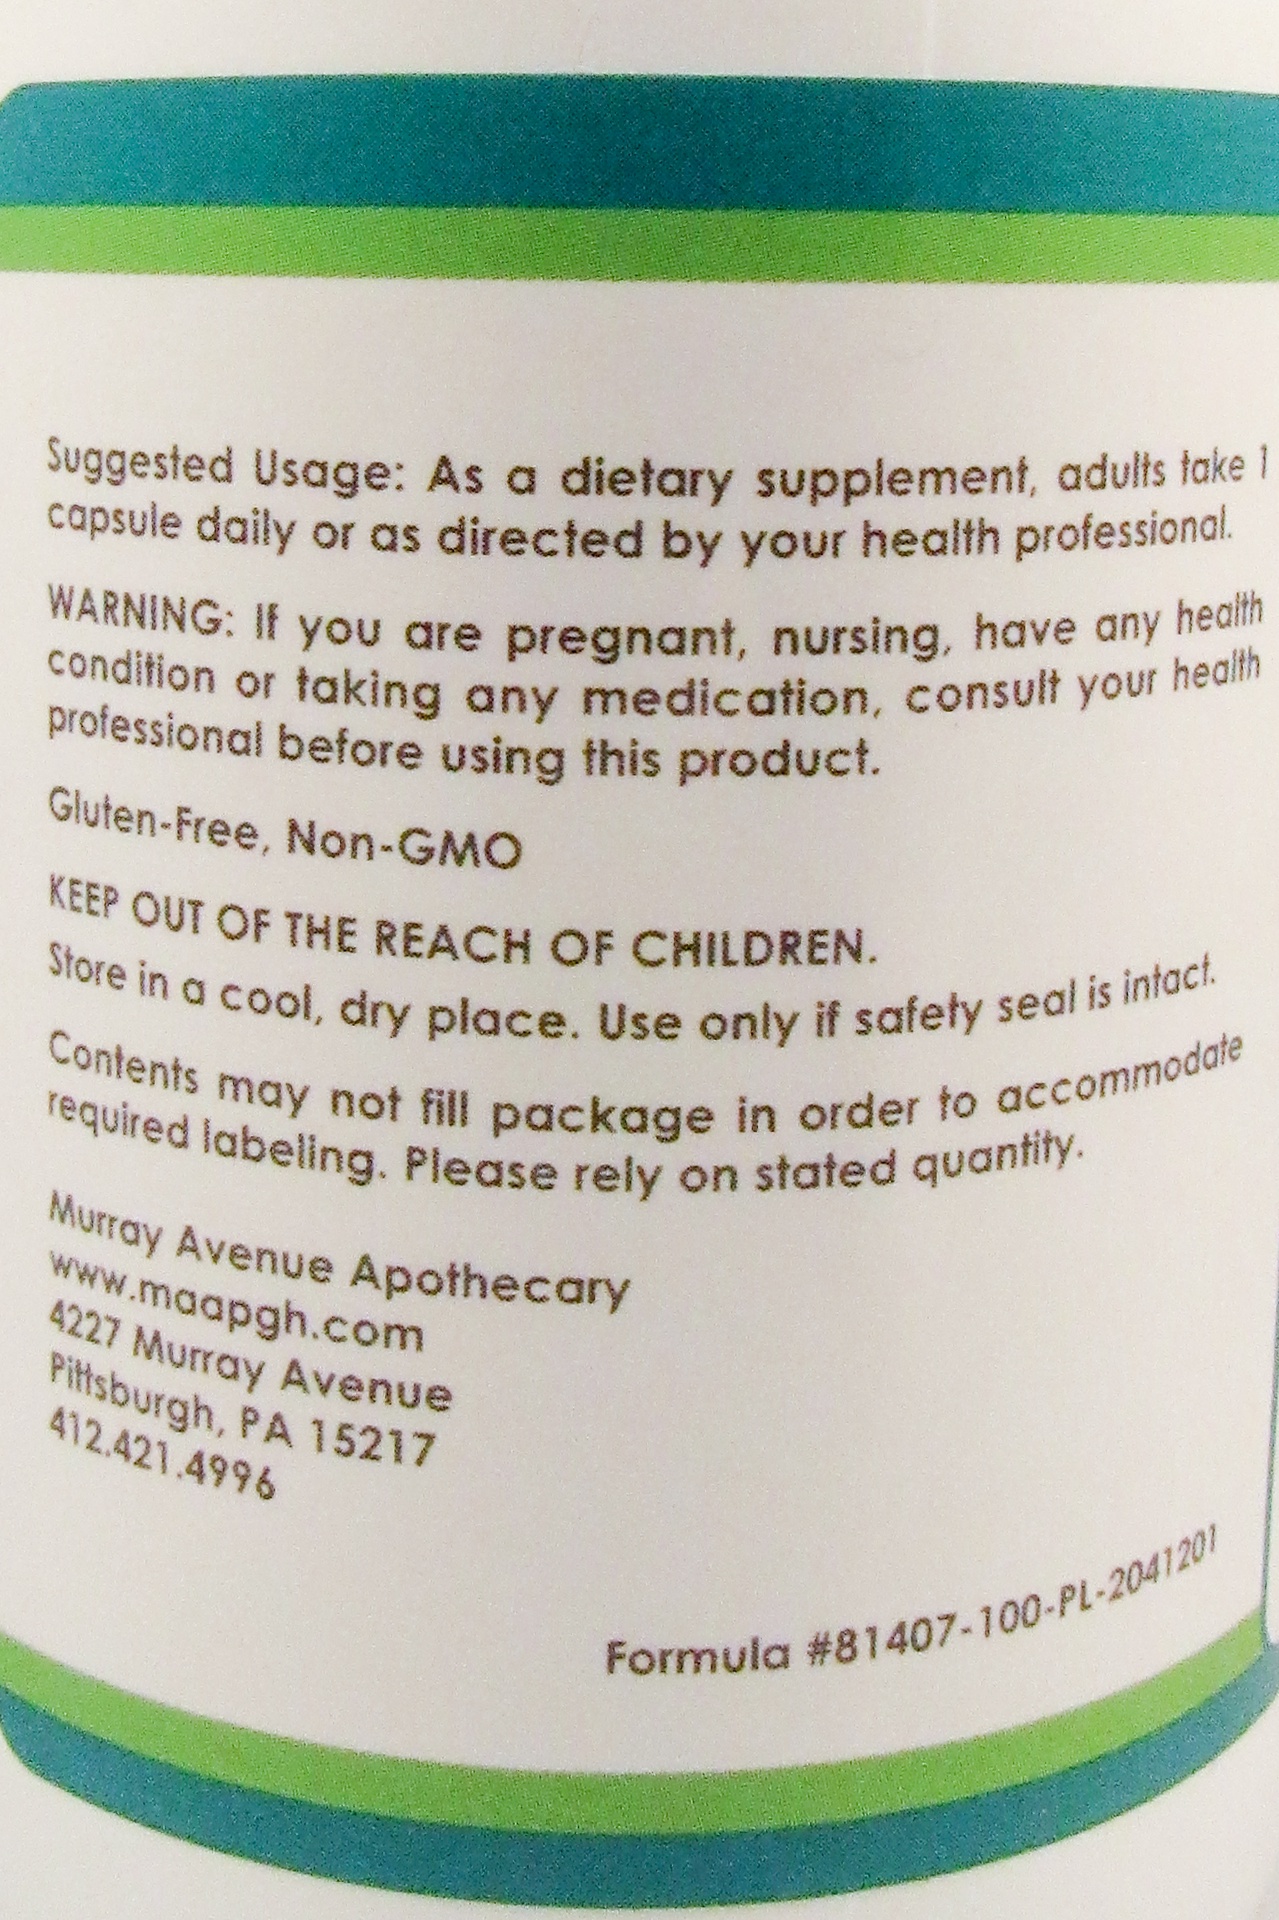 Suggested Usage: As a dietary supplement, adults take 1
capsule daily or as directed by your health professional.
WARNING: If you are pregnant, nursing, have any health
condition or taking any medication, consult your health
professional before using this product.
Gluten-Free, Non-GMO
KEEP OUT OF THE REACH OF CHILDREN.
Store in a cool, dry place. Use only if safety seal is intact.
Contents may not fill package in order to accommodate
required labeling. Please rely on stated quantity.
Murray Avenue Apothecary
www.maapgh.com
4227 Murray Avenue
Pittsburgh, PA 15217
412.421.4996
Formula #81407-100-PL-2041201